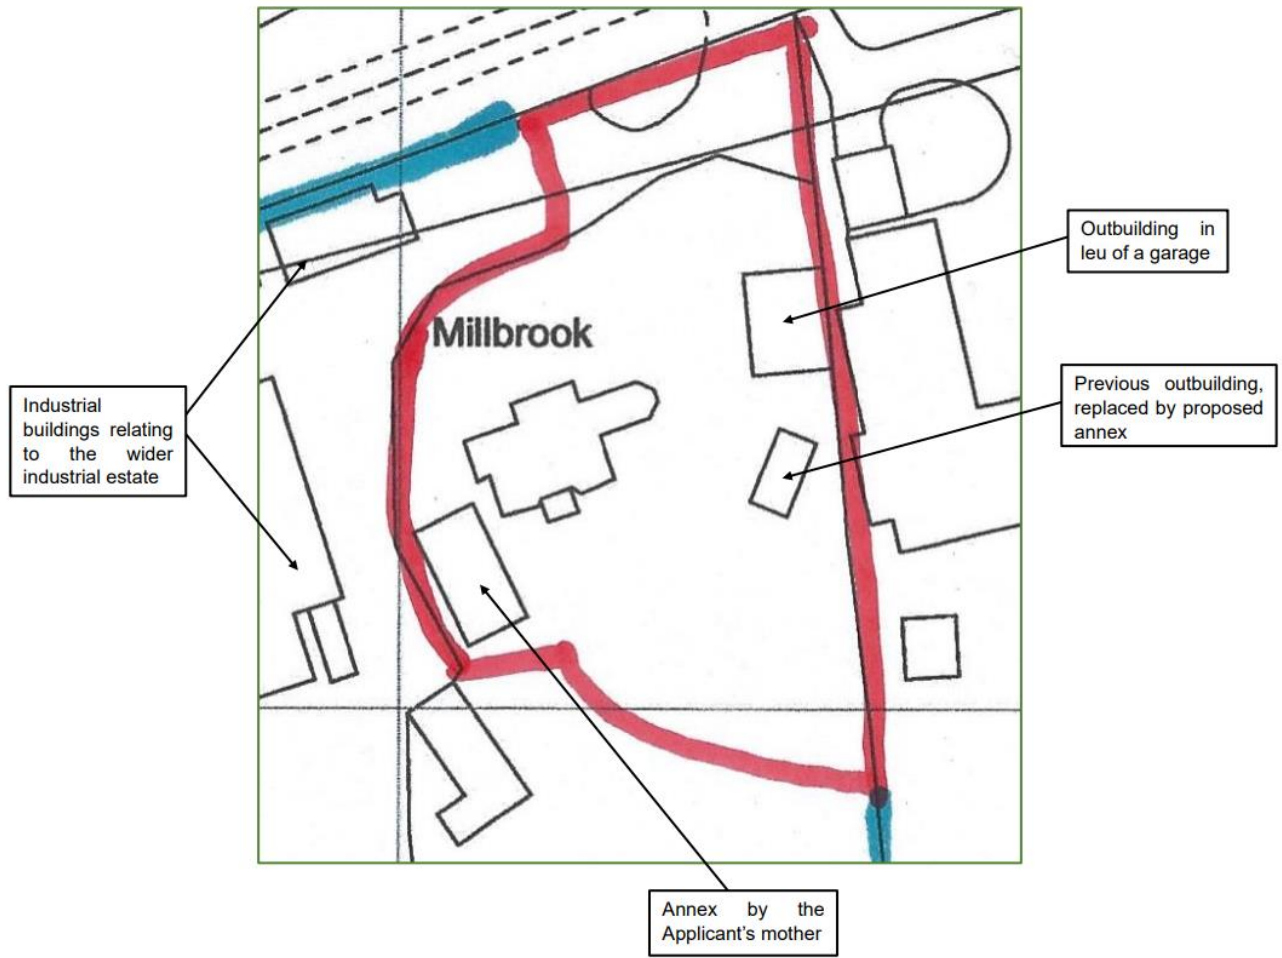 Outbuilding in
leu of a garage
Millbrook
Previous outbuilding,
replaced by proposed
annex
Industrial
buildings relating
to the wider
industrial estate
Annex by the
Applicant's mother